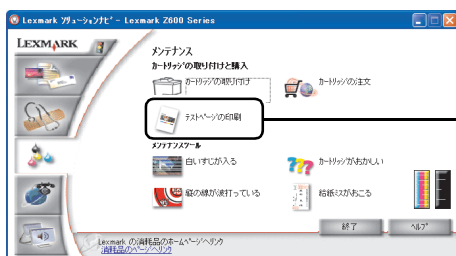 Lexmark ｿﾘｭｰｼｮﾝﾅﾋﾞ - Lexmark Z600 Series
LEXMARK
メンテナンス
ｶｰﾄﾘｯｼﾞの取り付けと購入
ｶｰﾄﾘｯｼﾞの取り付け
ｶｰﾄﾘｯｼﾞの注文
ﾃｽﾄﾍﾟｰｼﾞの印刷
ﾒﾝﾃﾅﾝｽﾂｰﾙ
白いすじが入る
ｶｰﾄﾘｯｼﾞがおかしい
縦の線が波打っている
給紙ﾐｽがおこる
終了
ﾍﾙﾌﾟ
Lexmark の消耗品のﾎｰﾑﾍﾟｰｼﾞへﾘﾝｸ
消耗品のﾍﾟｰｼﾞへﾘﾝｸ